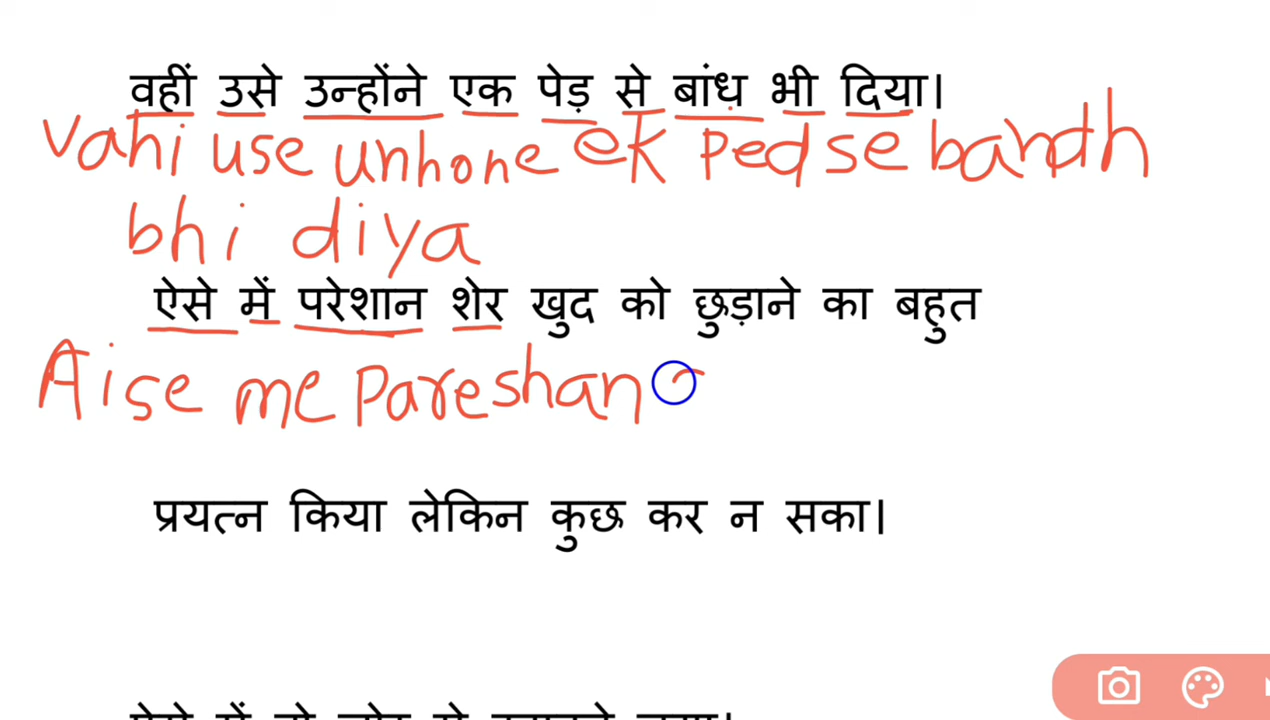 वहीं उसे उन्होंने एक पेड़ से बांध भी दिया।
vahi use unhone ek ped se bandh
bhi diya
ऐसे में परेशान शेर खुद को छुड़ाने का बहुत
Aise me pareshan
प्रयत्न किया लेकिन कुछ कर न सका।